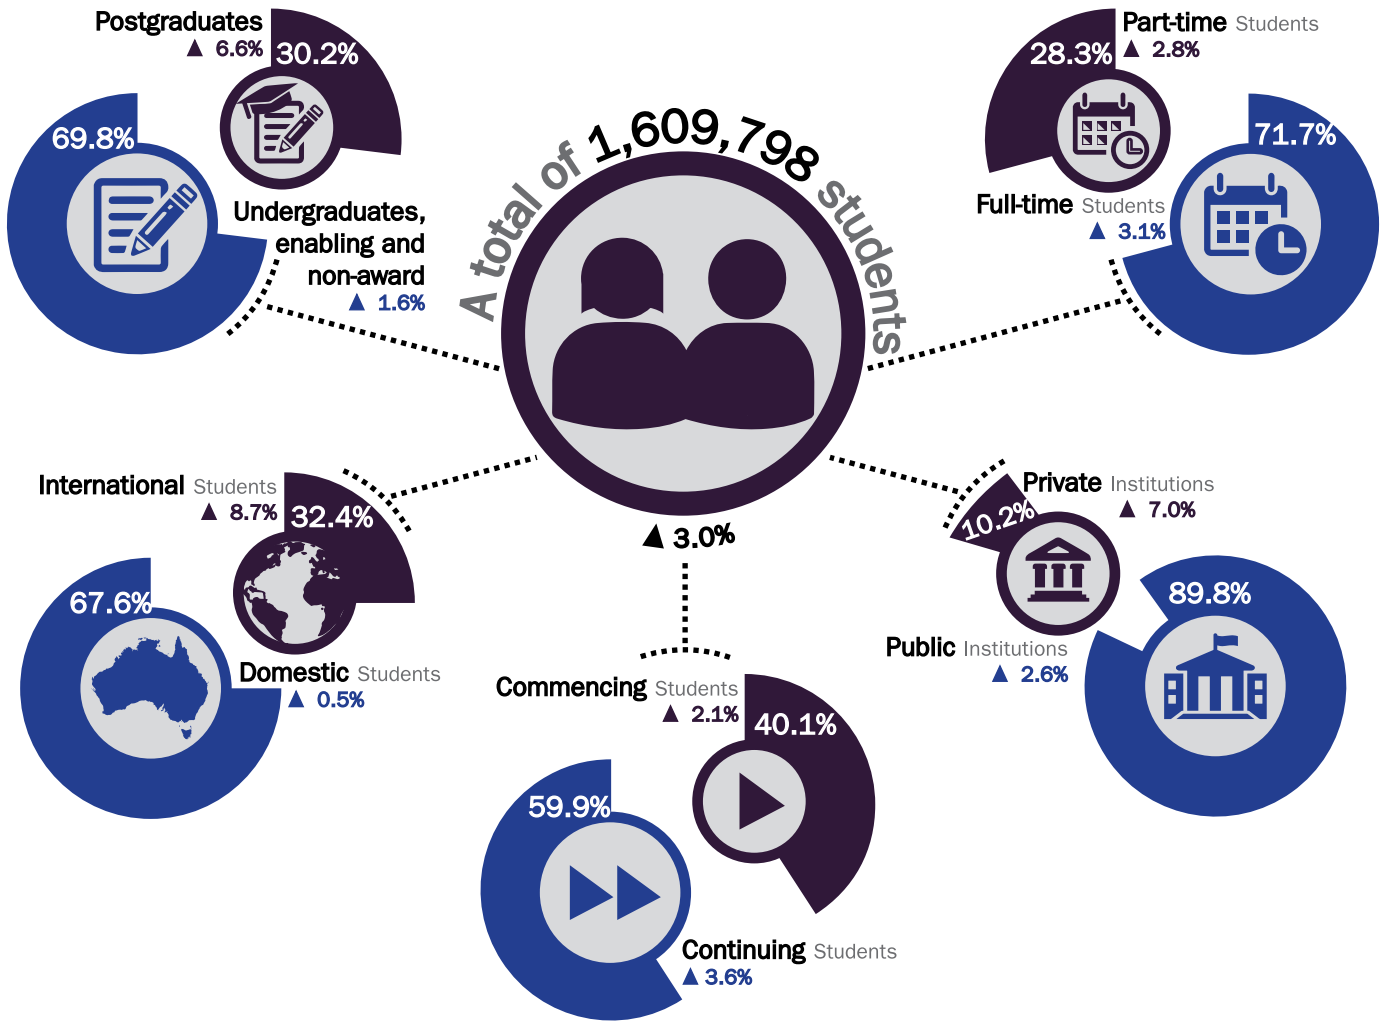 A total of 1,609,798 students
▲ 3.0%
Postgraduates
▲ 6.6%
30.2%
69.8%
Undergraduates,
enabling and
non-award
▲ 1.6%
Part-time Students
▲ 2.8%
28.3%
71.7%
Full-time Students
▲ 3.1%
International Students
▲ 8.7%
32.4%
67.6%
Domestic Students
▲ 0.5%
Private Institutions
▲ 7.0%
10.2%
89.8%
Public Institutions
▲ 2.6%
Commencing Students
▲ 2.1%
40.1%
59.9%
Continuing Students
▲ 3.6%